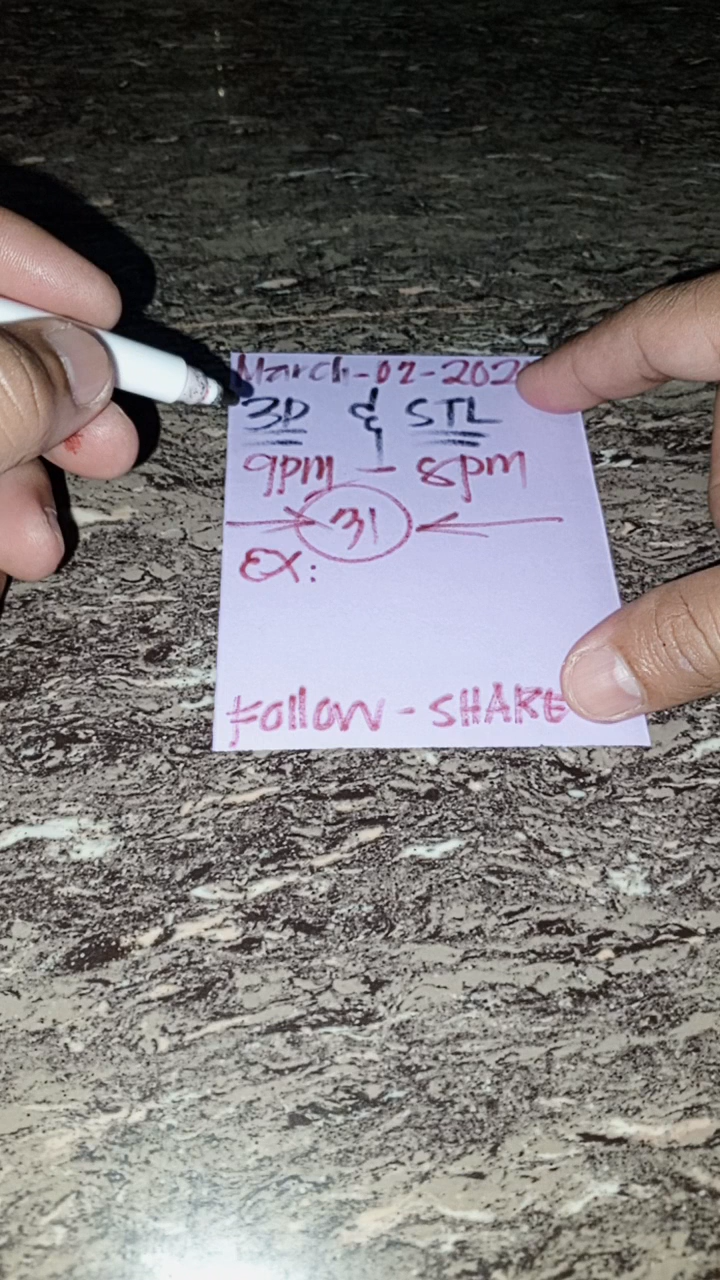 March-02-202
3D & STL
9pm - 8pm
31
EX:
Follow - SHARE